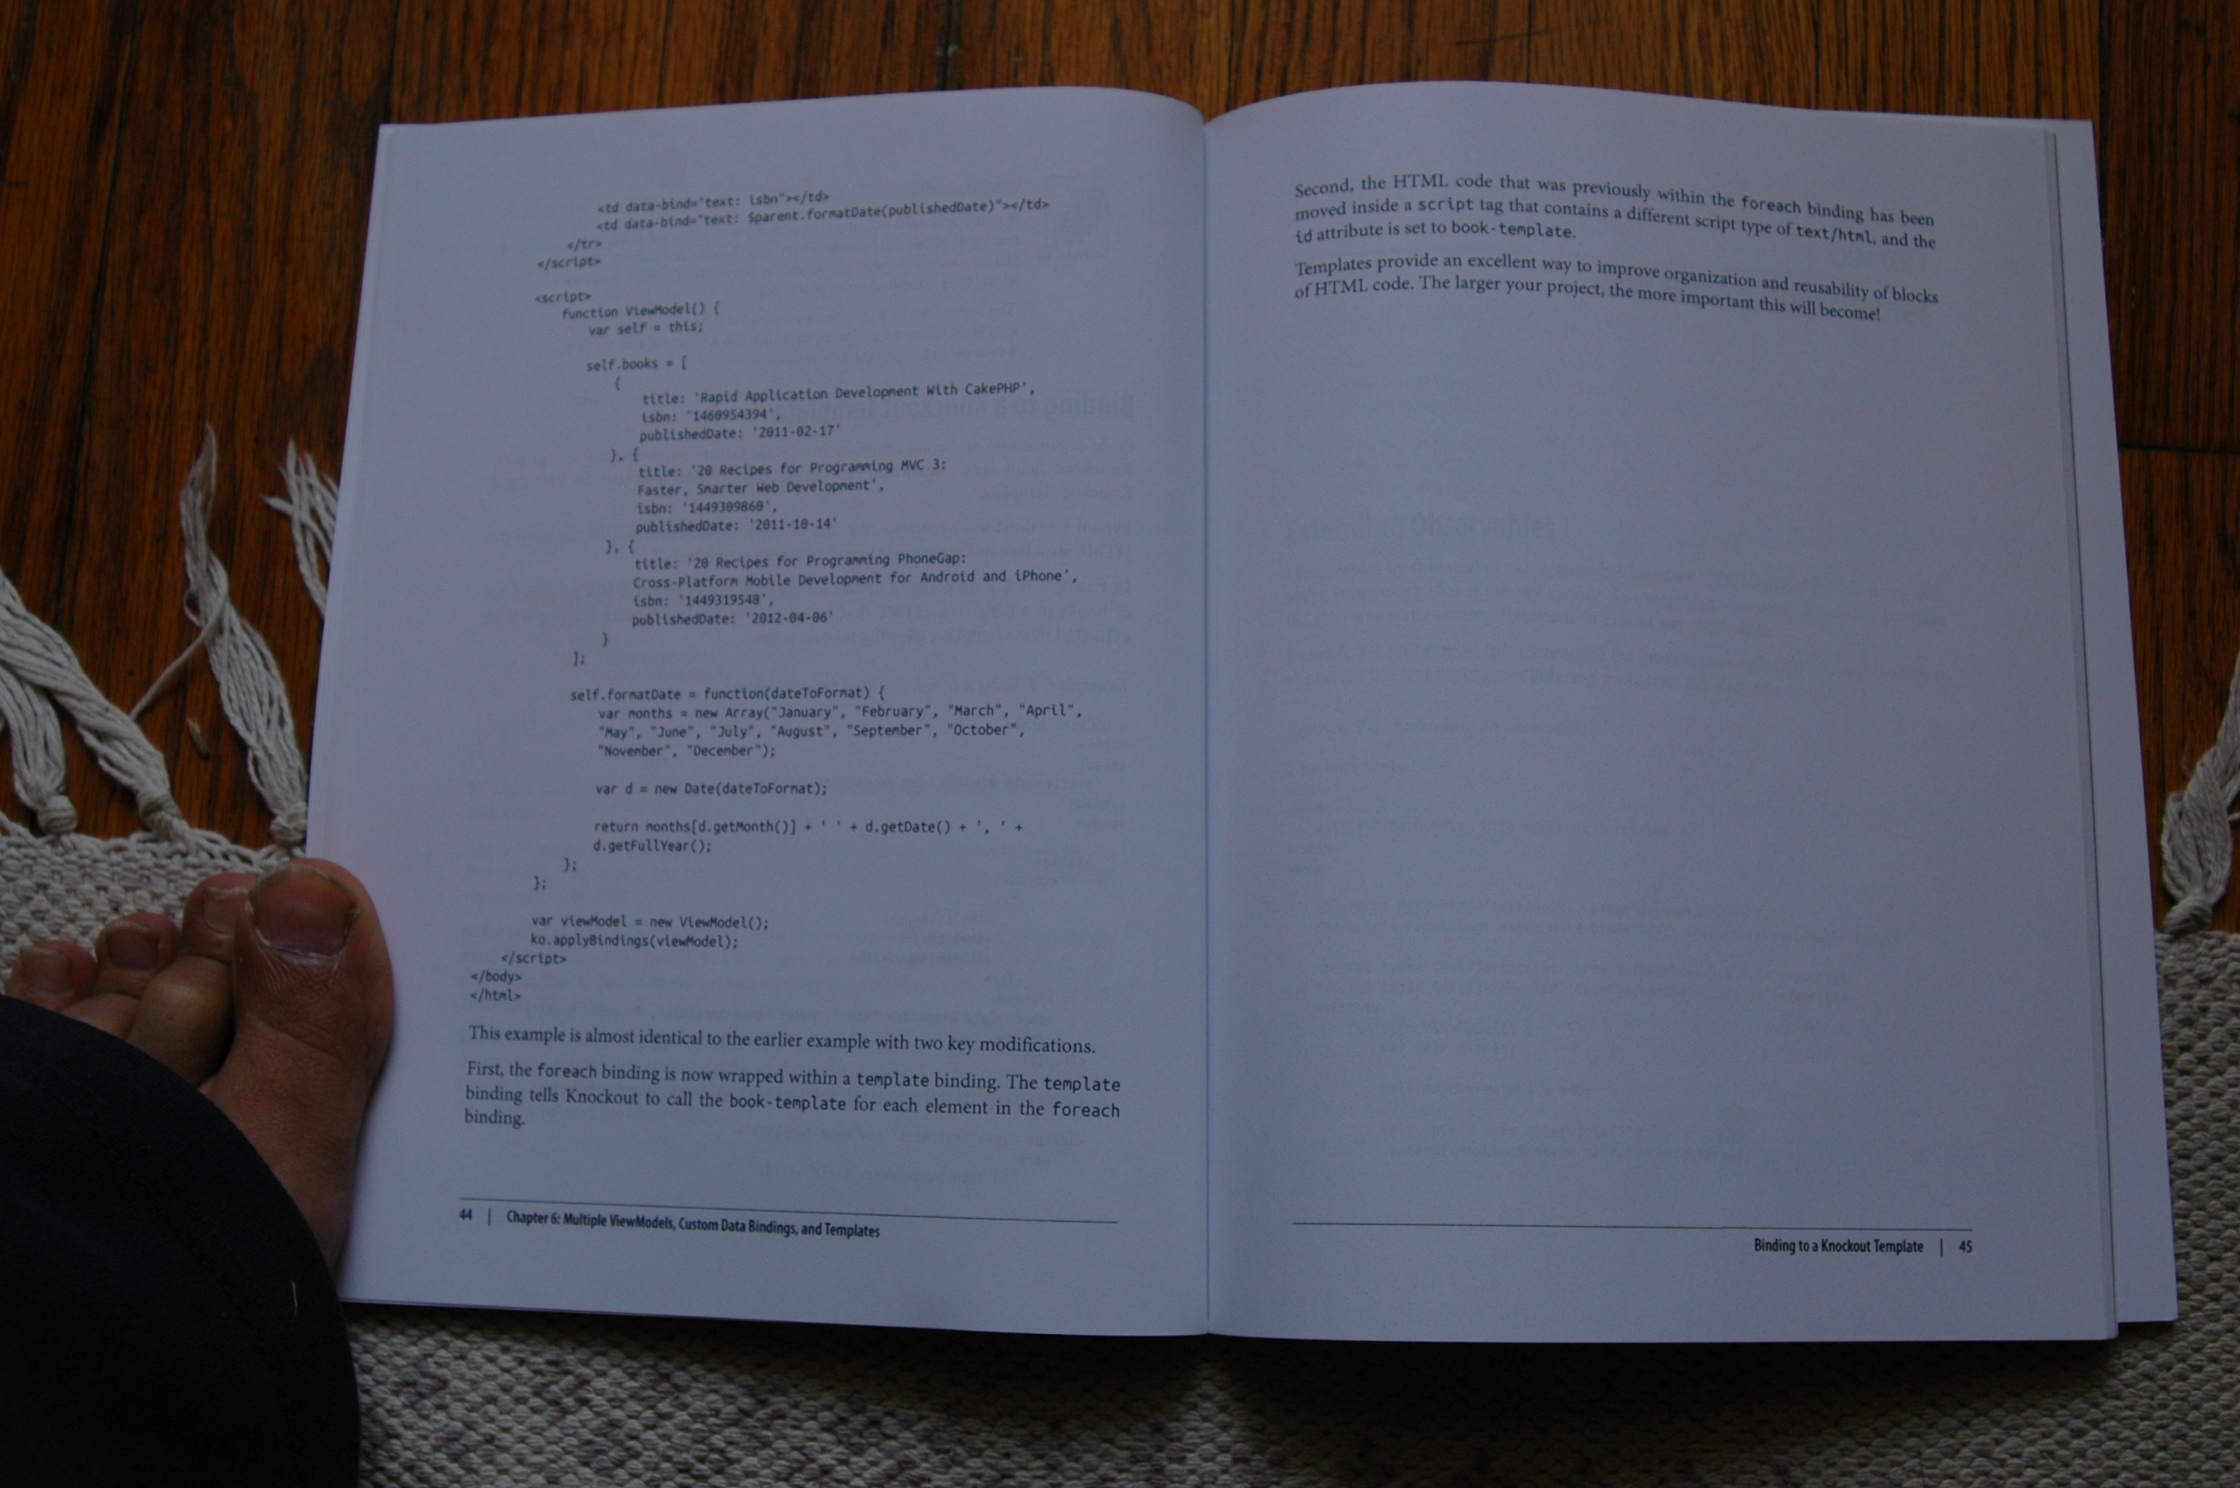 <td data-bind="text: isbn"></td>
<td data-bind="text: $parent.formatDate(publishedDate)"></td>
</tr>
</script>
<script>
function ViewModel() {
var self = this;
self.books = [
{
title: 'Rapid Application Development With CakePHP',
isbn: '1460954394',
publishedDate: '2011-02-17'
}, {
title: '20 Recipes for Programming MVC 3:
Faster, Smarter Web Development',
isbn: '1449309860',
publishedDate: '2011-10-14'
}, {
title: '20 Recipes for Programming PhoneGap:
Cross-Platform Mobile Development for Android and iPhone',
isbn: '1449319548',
publishedDate: '2012-04-06'
}
];
self.formatDate = function(dateToFormat) {
var months = new Array("January", "February", "March", "April",
"May", "June", "July", "August", "September", "October",
"November", "December");
var d = new Date(dateToFormat);
return months[d.getMonth()] + ' ' + d.getDate() + ', ' +
d.getFullYear();
};
};
var viewModel = new ViewModel();
ko.applyBindings(viewModel);
</script>
</body>
</html>
This example is almost identical to the earlier example with two key modifications.
First, the foreach binding is now wrapped within a template binding. The template
binding tells Knockout to call the book-template for each element in the foreach
binding.
44 | Chapter 6: Multiple ViewModels, Custom Data Bindings, and Templates
Second, the HTML code that was previously within the foreach binding has been
moved inside a script tag that contains a different script type of text/html, and the
id attribute is set to book-template.
Templates provide an excellent way to improve organization and reusability of blocks
of HTML code. The larger your project, the more important this will become!
Binding to a Knockout Template | 45